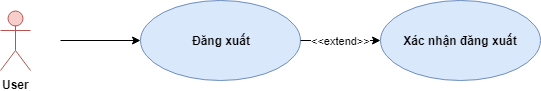 Đăng xuất
<<extend>>
Xác nhận đăng xuất
User